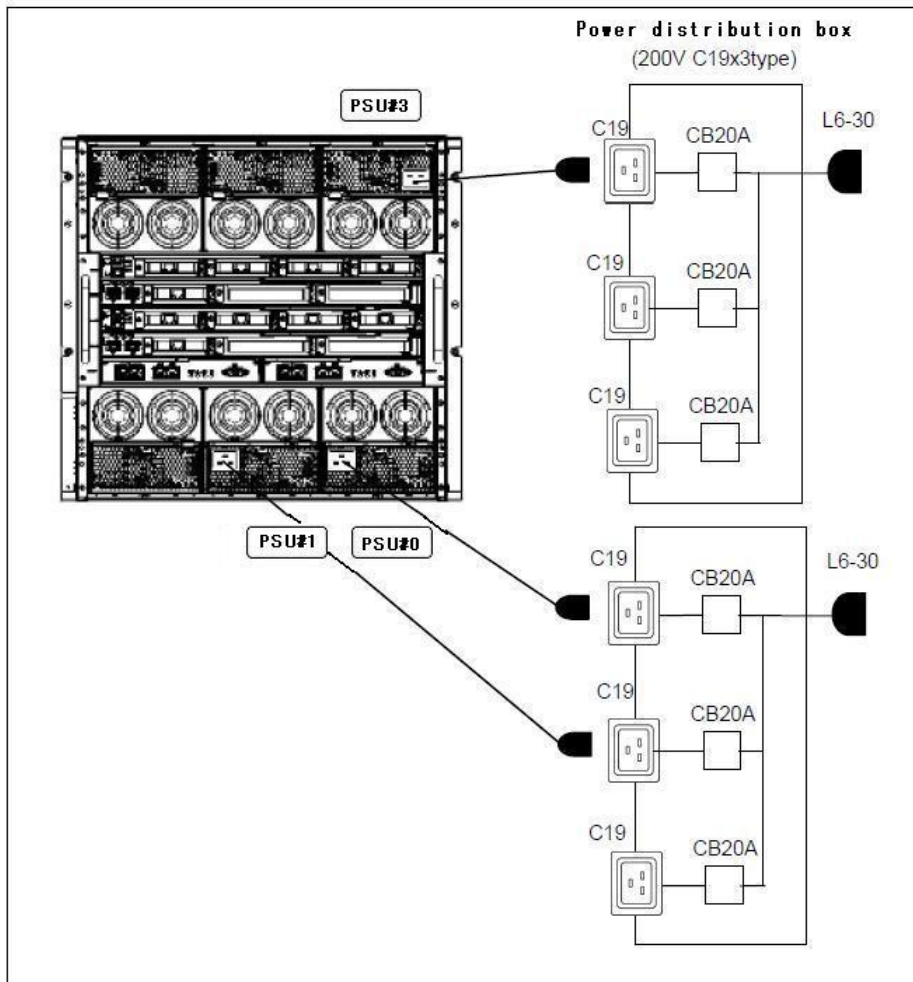 Power distribution box
(200V C19x3type)
PSU#3
C19
CB20A
L6-30
C19
CB20A
C19
CB20A
PSU#1
PSU#0
C19
CB20A
L6-30
C19
CB20A
C19
CB20A